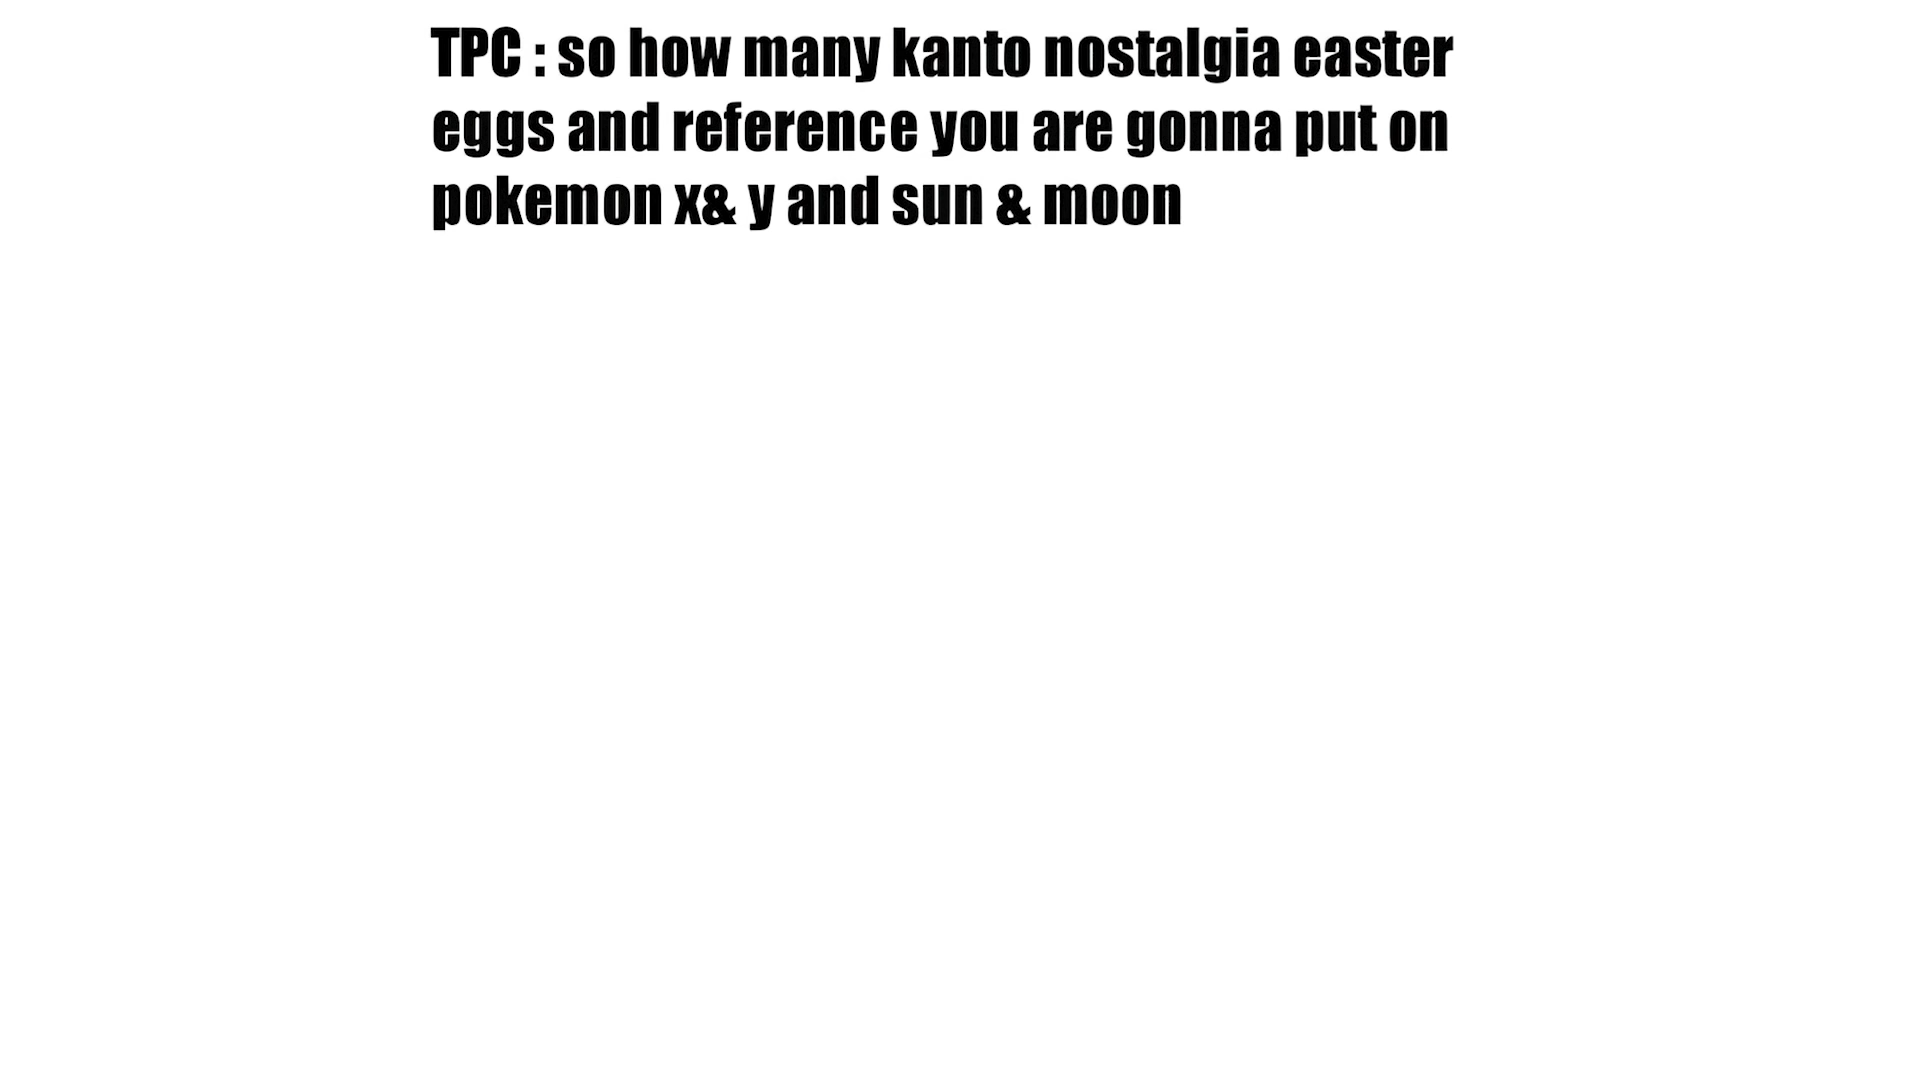 TPC : so how many kanto nostalgia easter
eggs and reference you are gonna put on
pokemon x& y and sun & moon